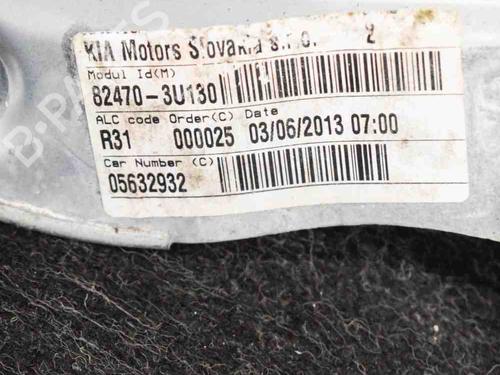 KIA Motors Slovakia s.r.o. 2
Modul Id(M)
82470-3U130
ALC code Order(C) Date
R31 000025 03/06/2013 07:00
Car Number (C)
05632932
B-PARTS